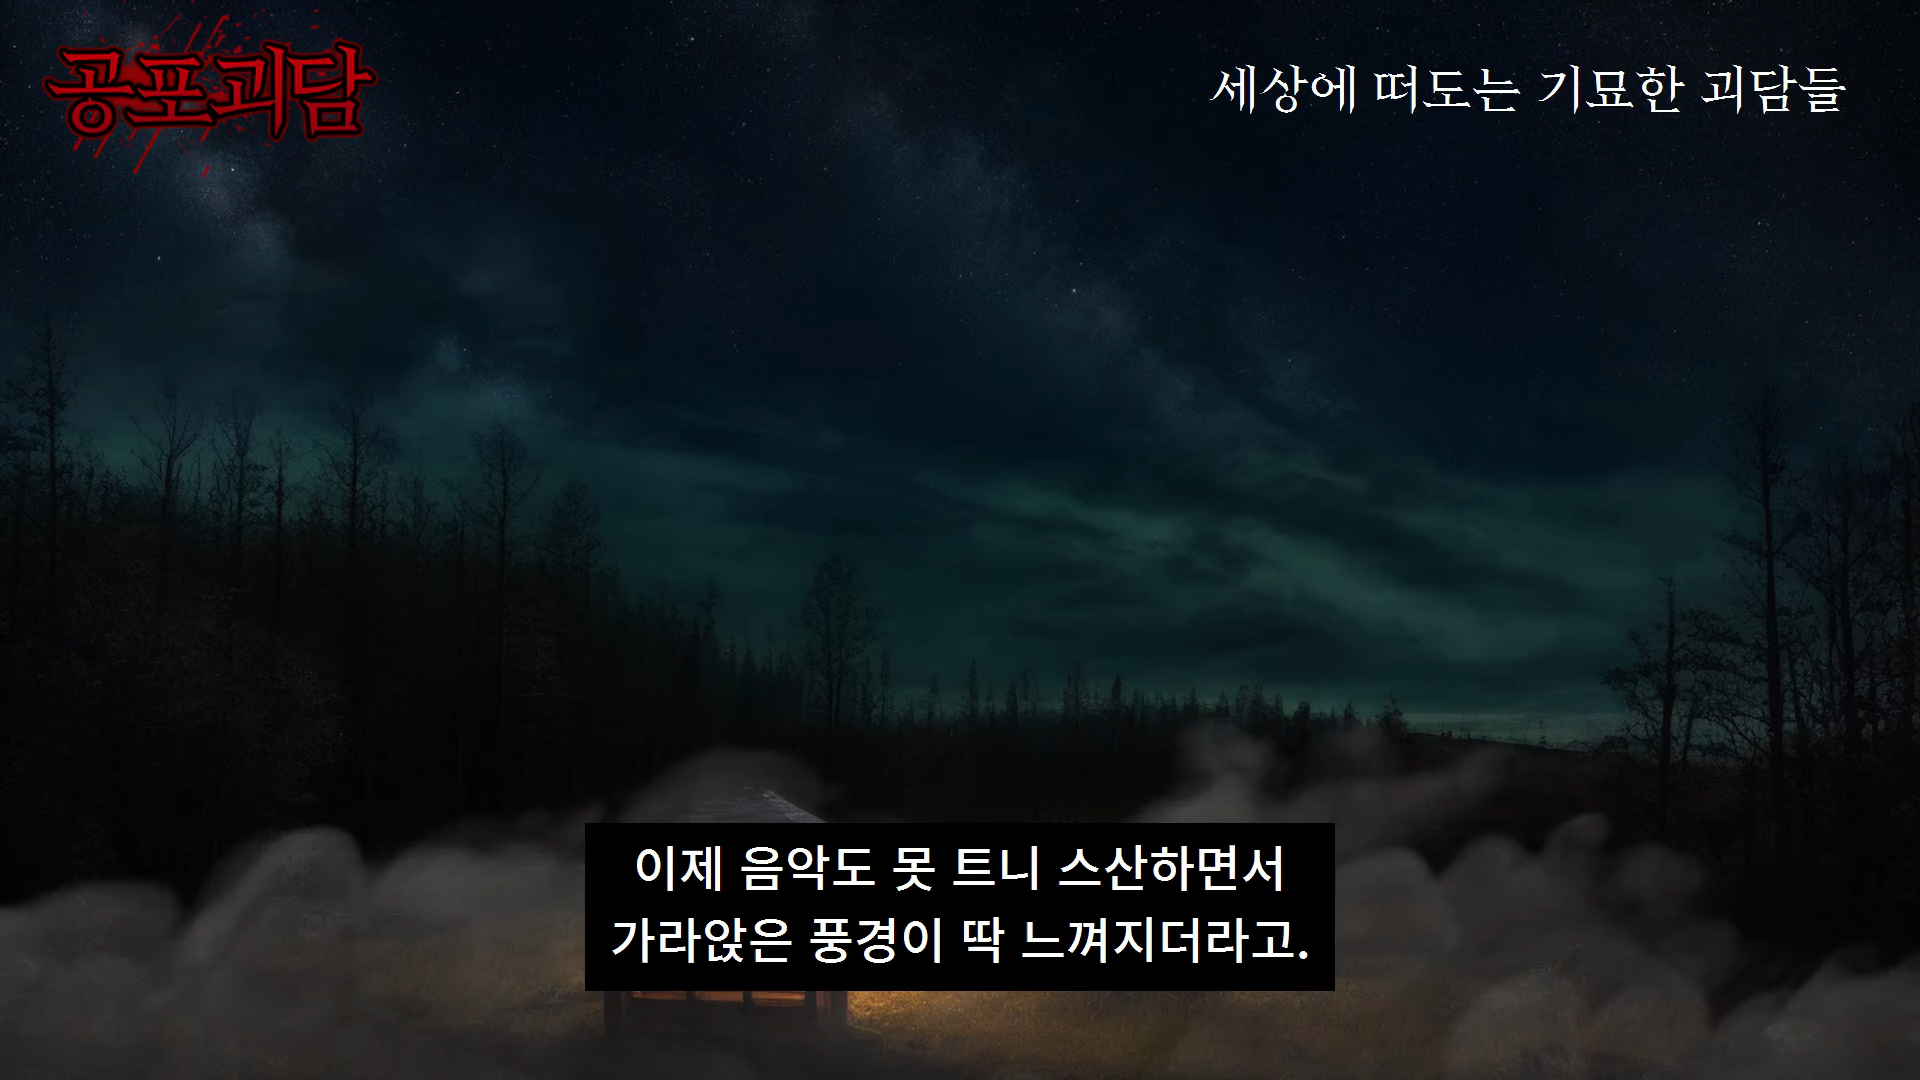 공포괴담
세상에 떠도는 기묘한 괴담들
이제 음악도 못 트니 스산하면서
가라앉은 풍경이 딱 느껴지더라고.